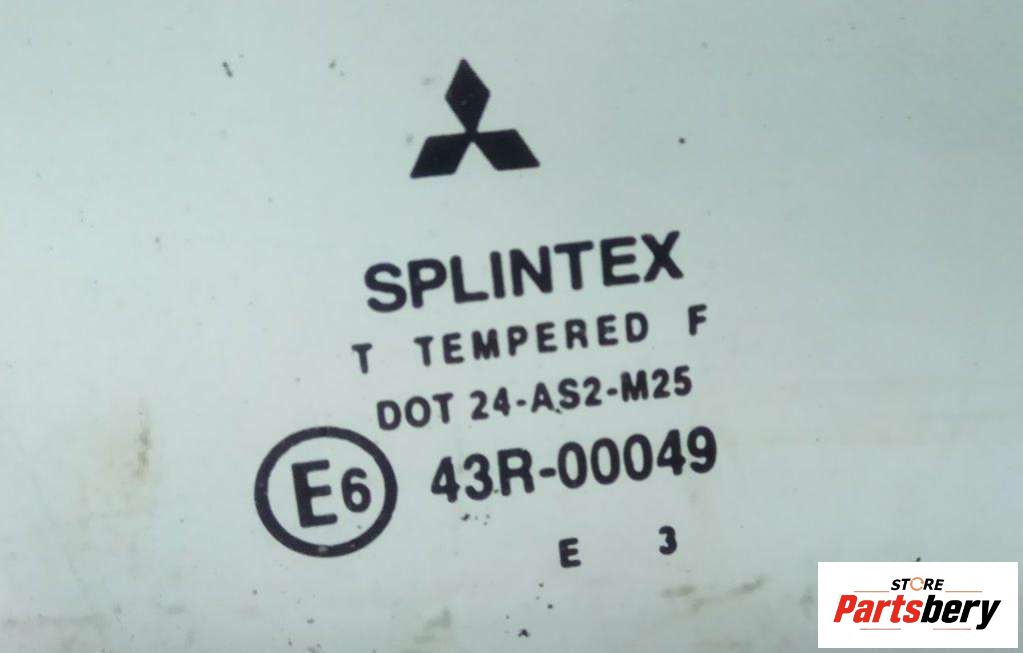 SPLINTEX
T TEMPERED F
DOT 24-AS2-M25
E6 43R-00049
E 3
STORE
Partsbery